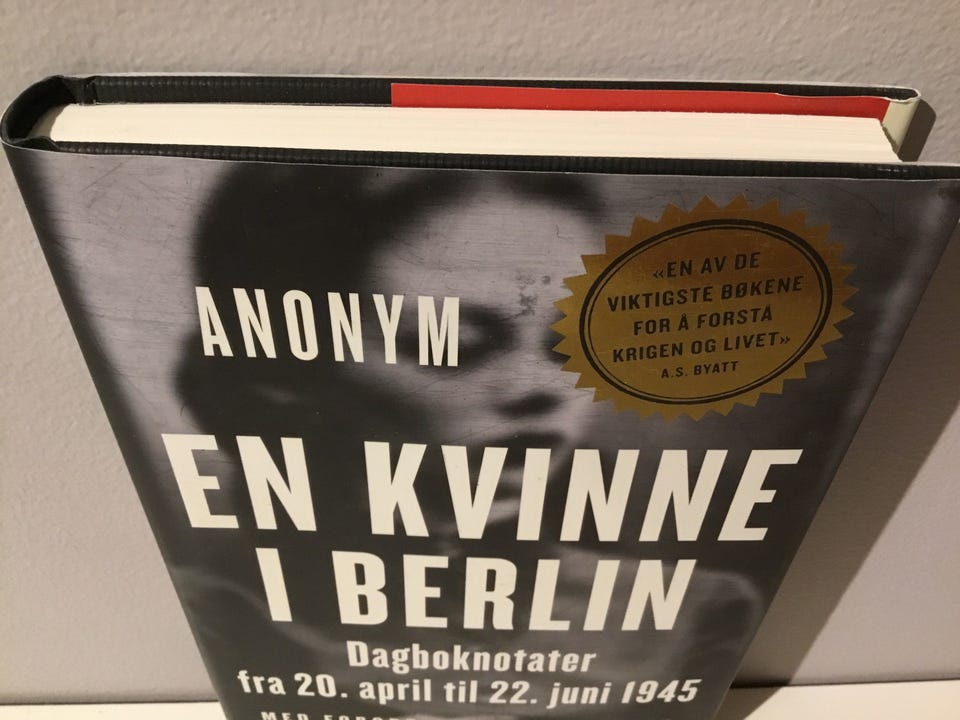 ANONYM
«EN AV DE
VIKTIGSTE BØKENE
FOR Å FORSTÅ
KRIGEN OG LIVET»
A.S. BYATT
EN KVINNE
I BERLIN
Dagboknotater
fra 20. april til 22. juni 1945
MED